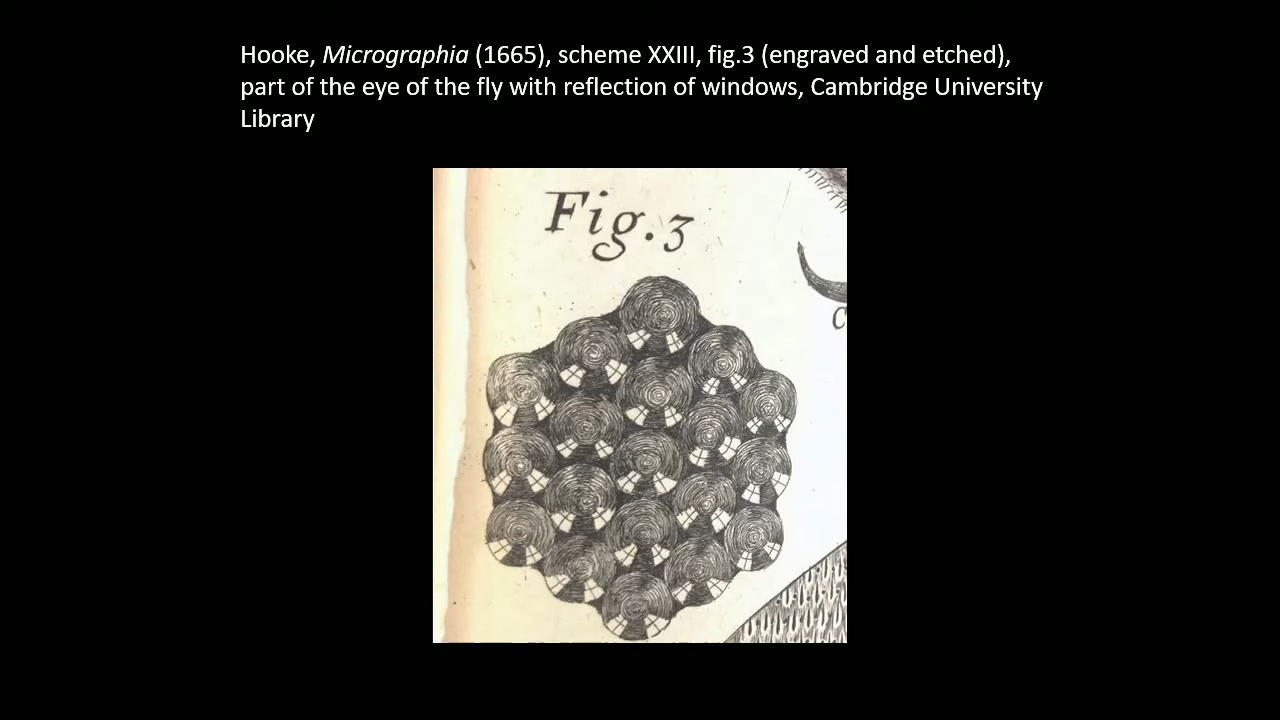 Hooke, Micrographia (1665), scheme XXIII, fig.3 (engraved and etched),
part of the eye of the fly with reflection of windows, Cambridge University
Library
Fig. 3
C